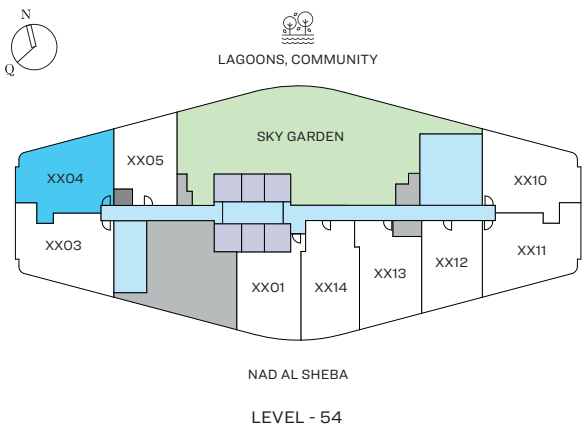 N
Q
LAGOONS, COMMUNITY
SKY GARDEN
XX05
XX04
XX10
XX03
XX11
XX12
XX13
XX01
XX14
NAD AL SHEBA
LEVEL - 54